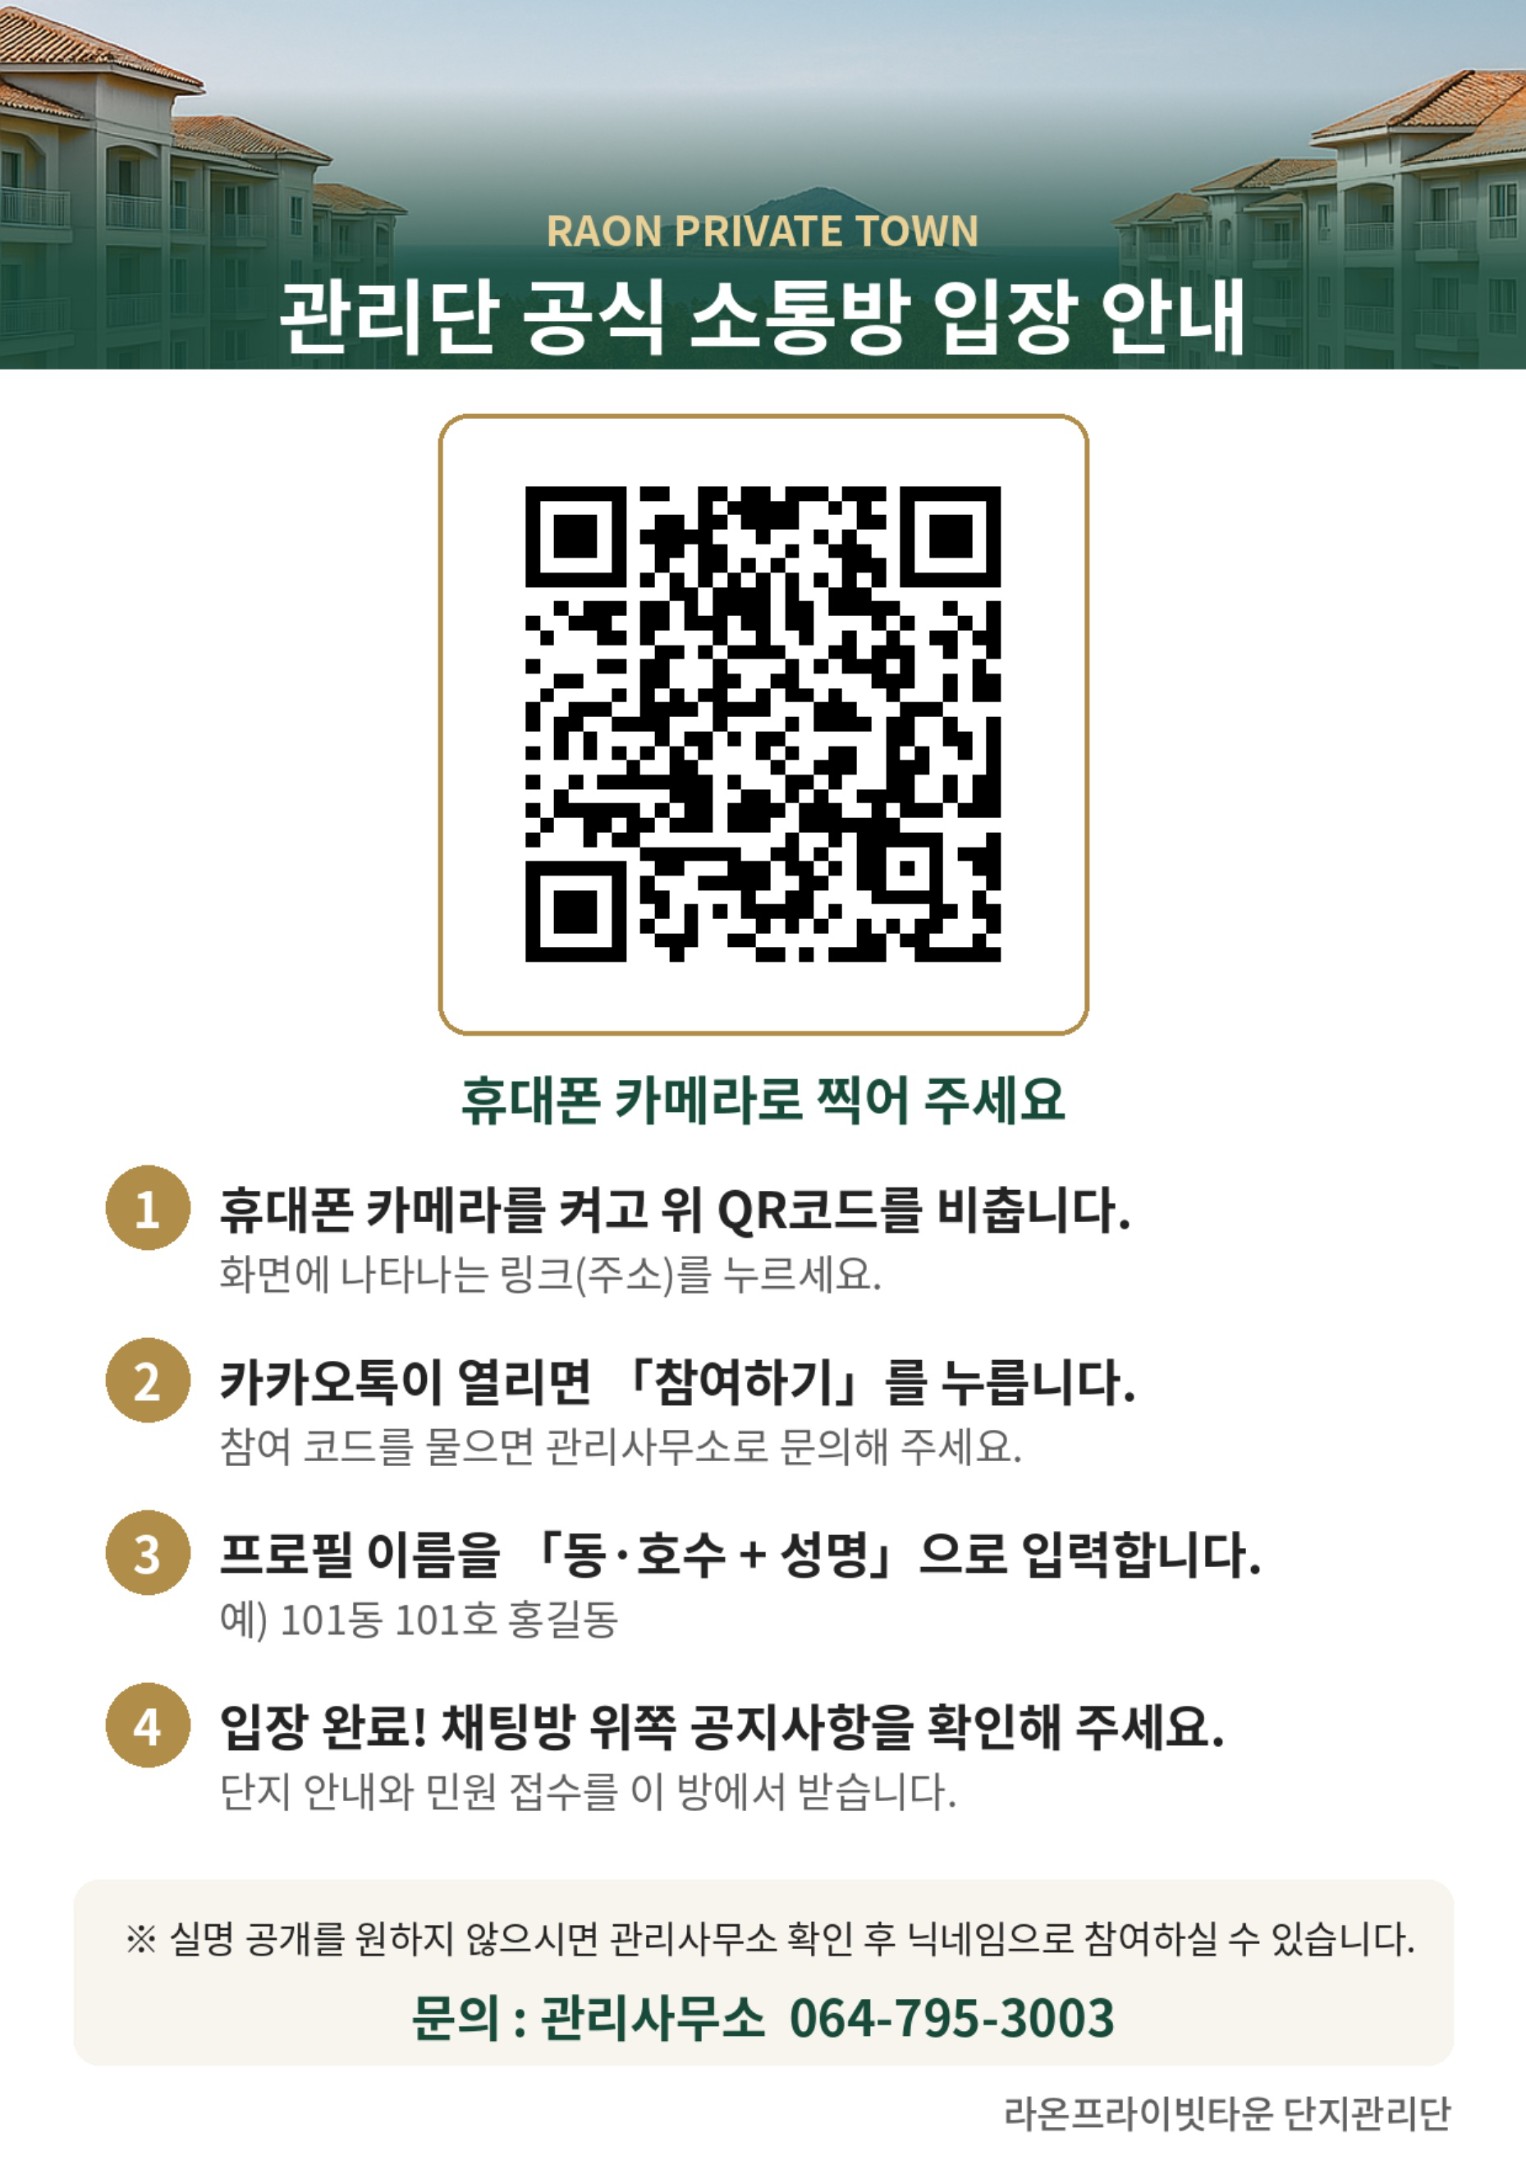 RAON PRIVATE TOWN
관리단 공식 소통방 입장 안내
휴대폰 카메라로 찍어 주세요
1 휴대폰 카메라를 켜고 위 QR코드를 비춥니다.
화면에 나타나는 링크(주소)를 누르세요.
2 카카오톡이 열리면 「참여하기」를 누릅니다.
참여 코드를 물으면 관리사무소로 문의해 주세요.
3 프로필 이름을 「동·호수 + 성명」으로 입력합니다.
예) 101동 101호 홍길동
4 입장 완료! 채팅방 위쪽 공지사항을 확인해 주세요.
단지 안내와 민원 접수를 이 방에서 받습니다.
※ 실명 공개를 원하지 않으시면 관리사무소 확인 후 닉네임으로 참여하실 수 있습니다.
문의 : 관리사무소 064-795-3003
라온프라이빗타운 단지관리단